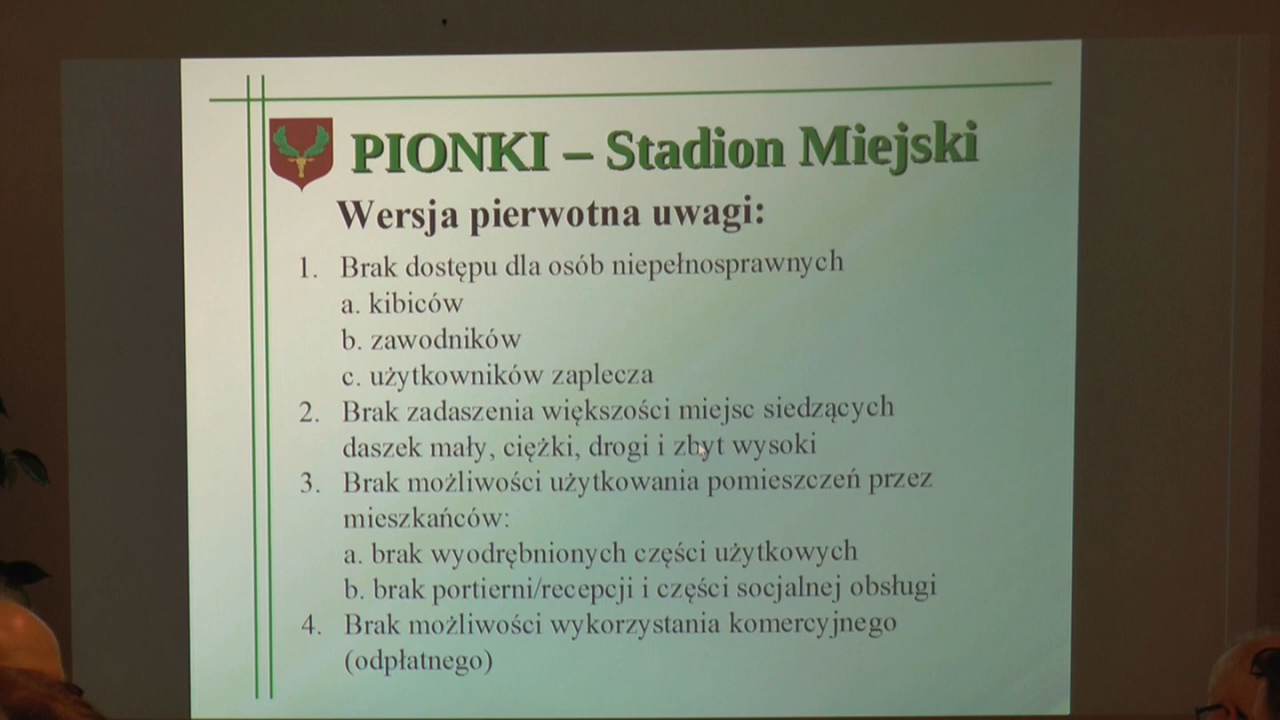 PIONKI – Stadion Miejski
Wersja pierwotna uwagi:
1. Brak dostępu dla osób niepełnosprawnych
a. kibiców
b. zawodników
c. użytkowników zaplecza
2. Brak zadaszenia większości miejsc siedzących
daszek mały, ciężki, drogi i zbyt wysoki
3. Brak możliwości użytkowania pomieszczeń przez
mieszkańców:
a. brak wyodrębnionych części użytkowych
b. brak portierni/recepcji i części socjalnej obsługi
4. Brak możliwości wykorzystania komercyjnego
(odpłatnego)